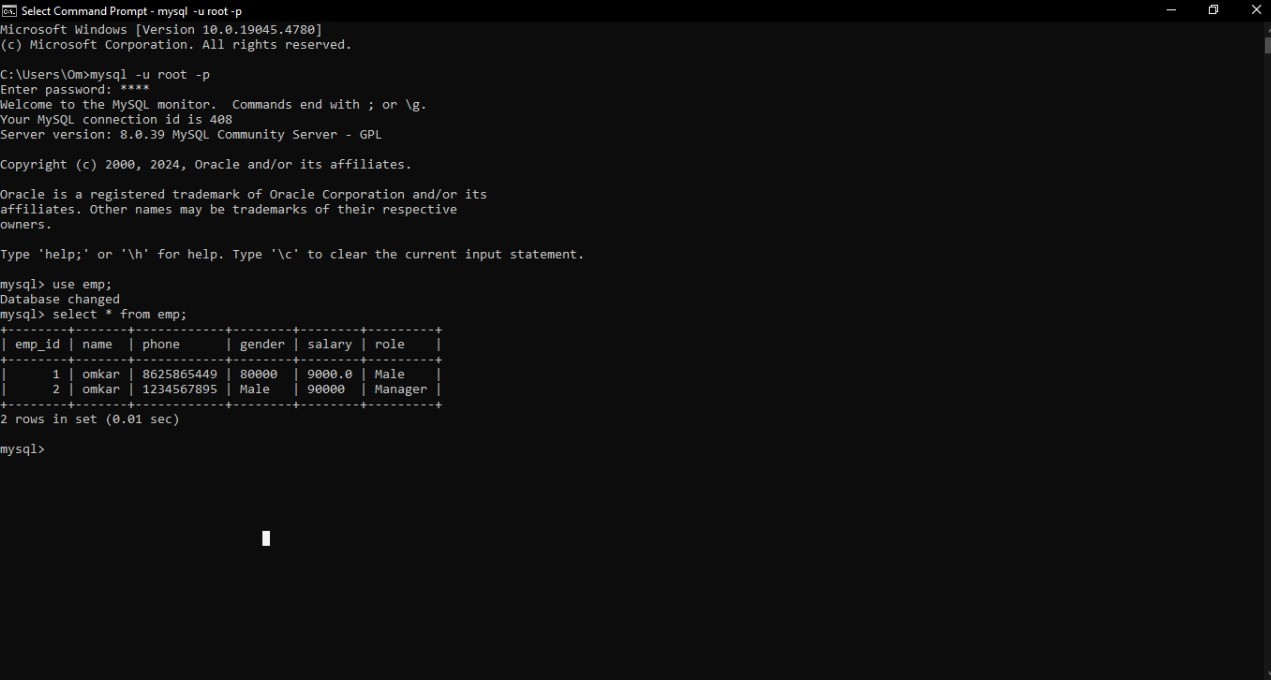 Select Command Prompt - mysql -u root -p
Microsoft Windows [Version 10.0.19045.4780]
(c) Microsoft Corporation. All rights reserved.
C:\Users\Om>mysql -u root -p
Enter password: ****
Welcome to the MySQL monitor.  Commands end with ; or \g.
Your MySQL connection id is 408
Server version: 8.0.39 MySQL Community Server - GPL
Copyright (c) 2000, 2024, Oracle and/or its affiliates.
Oracle is a registered trademark of Oracle Corporation and/or its
affiliates. Other names may be trademarks of their respective
owners.
Type 'help;' or '\h' for help. Type '\c' to clear the current input statement.
mysql> use emp;
Database changed
mysql> select * from emp;
+--------+-------+------------+--------+--------+---------+
| emp_id | name  | phone      | gender | salary | role    |
+--------+-------+------------+--------+--------+---------+
|      1 | omkar | 8625865449 | 80000  | 9000.0 | Male    |
|      2 | omkar | 1234567895 | Male   | 90000  | Manager |
+--------+-------+------------+--------+--------+---------+
2 rows in set (0.01 sec)
mysql>